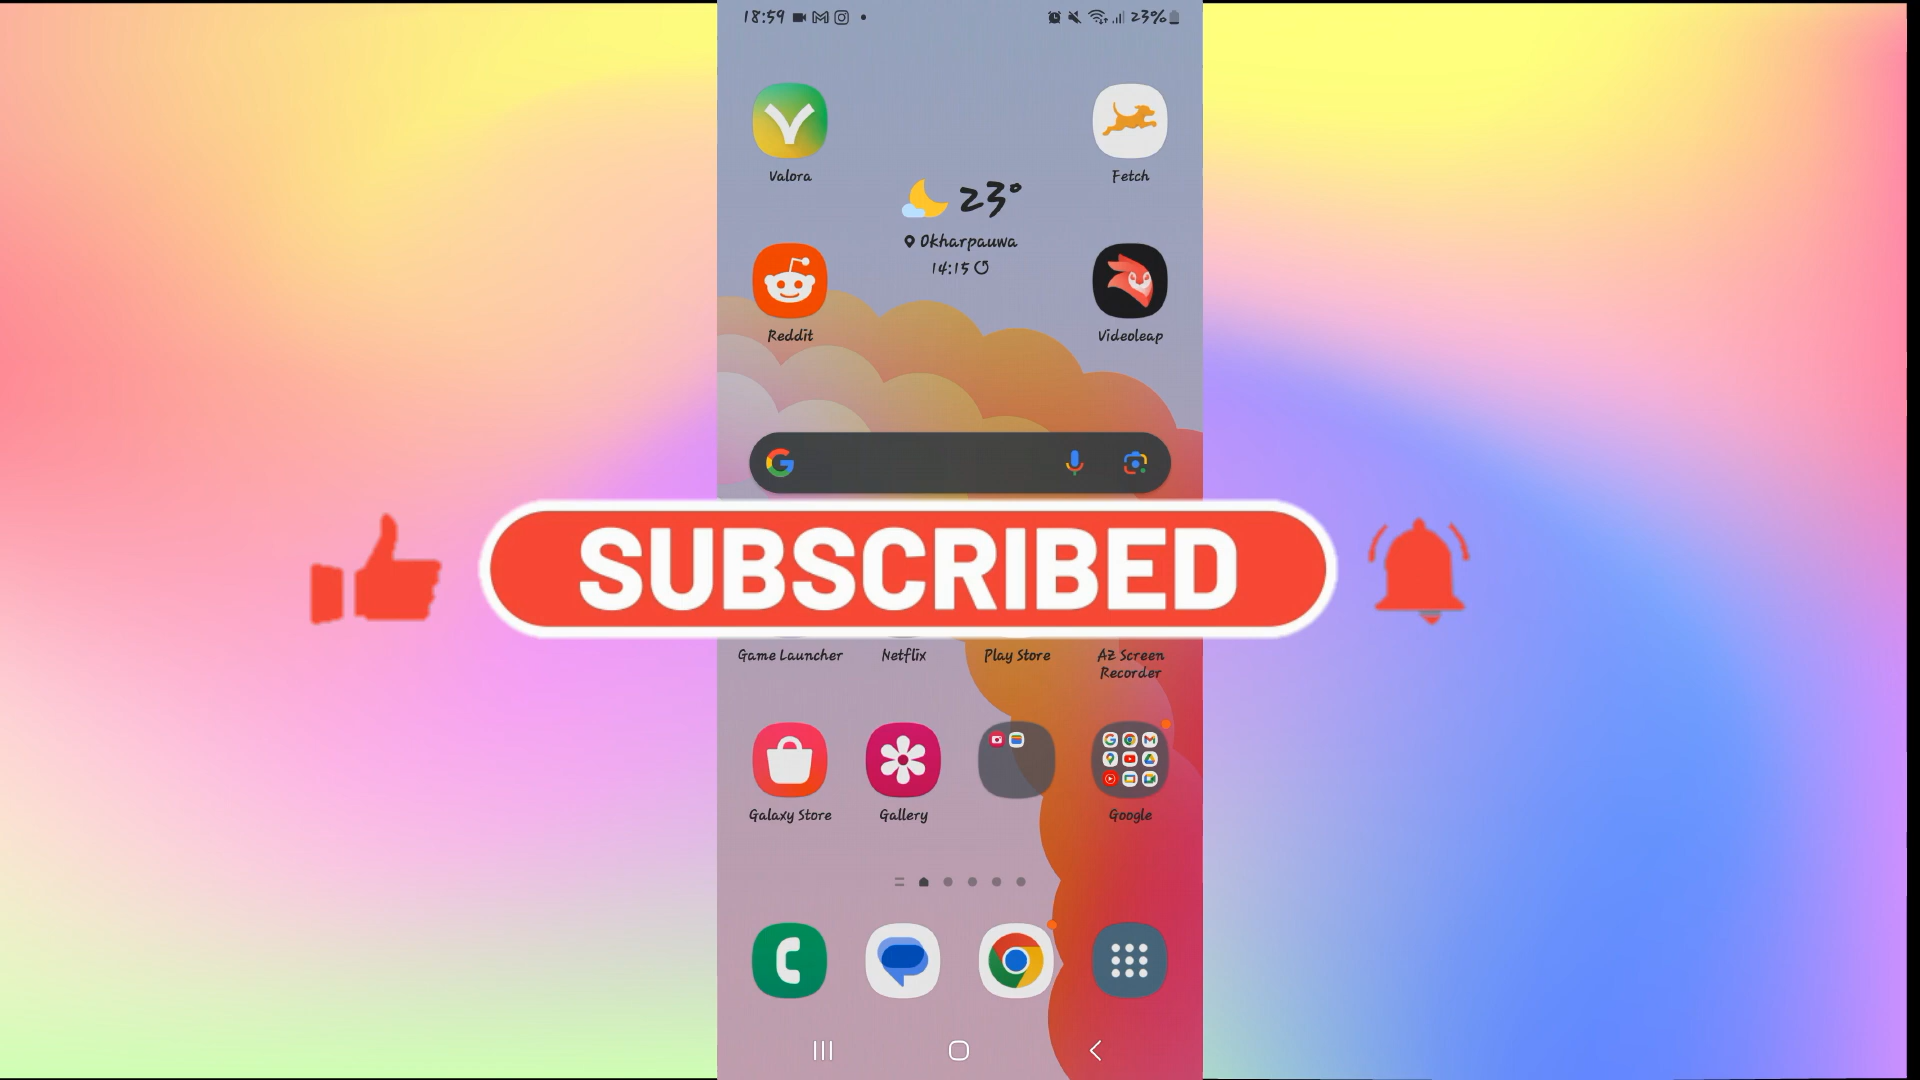 18:59 23%
Valora
Fetch
23°
Okharpauwa
14:15
Reddit
Videoleap
SUBSCRIBED
Game Launcher
Netflix
Play Store
AZ Screen
Recorder
Galaxy Store
Gallery
Google